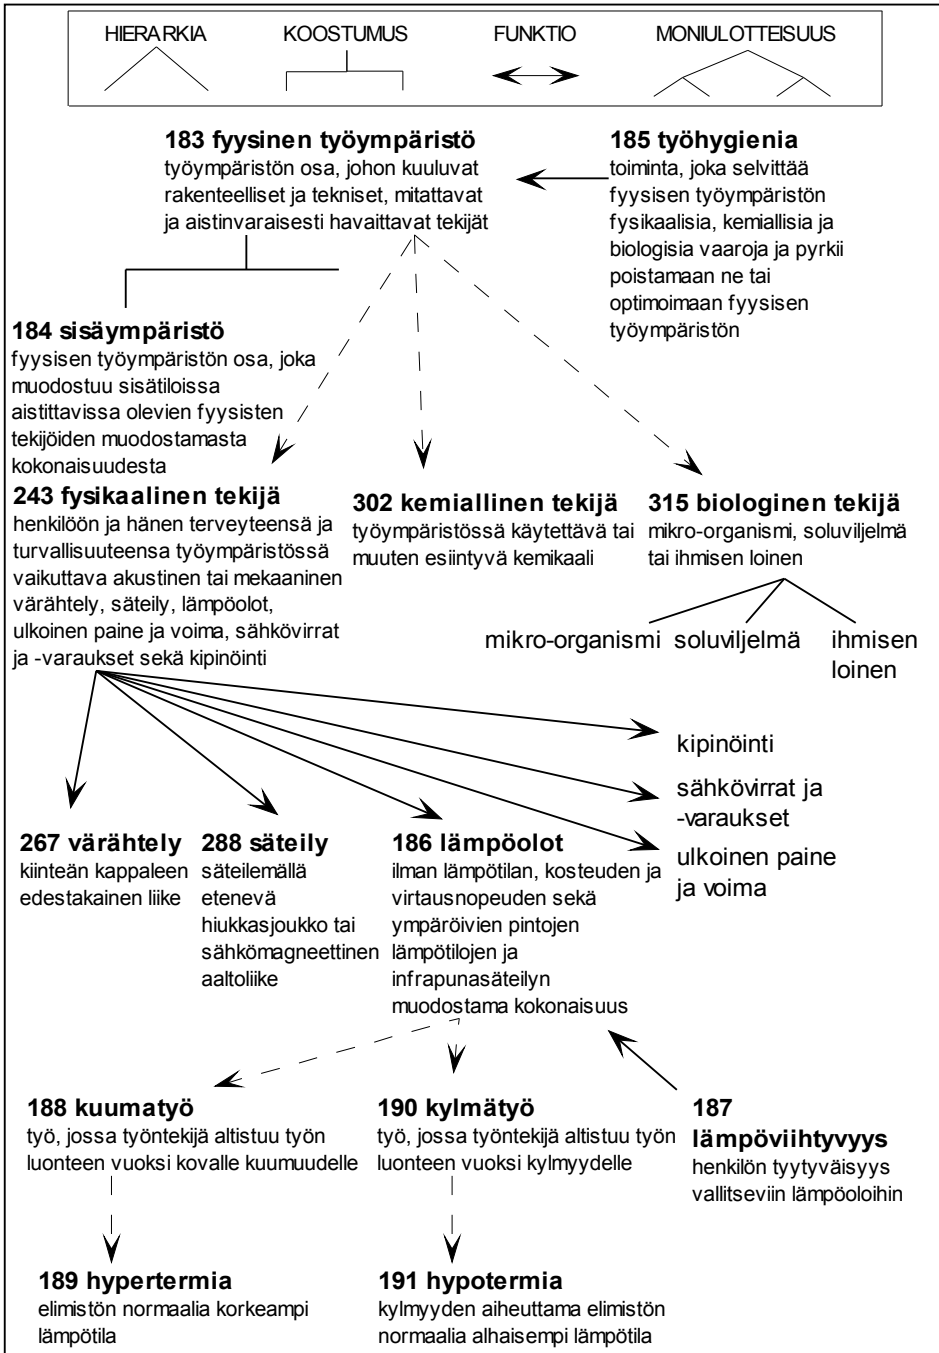 HIERARKIA
KOOSTUMUS
FUNKTIO
MONIULOTTEISUUS
183 fyysinen työympäristö
työympäristön osa, johon kuuluvat
rakenteelliset ja tekniset, mitattavat
ja aistinvaraisesti havaittavat tekijät
185 työhygienia
toiminta, joka selvittää
fyysisen työympäristön
fysikaalisia, kemiallisia ja
biologisia vaaroja ja pyrkii
poistamaan ne tai
optimoimaan fyysisen
työympäristön
184 sisäympäristö
fyysisen työympäristön osa, joka
muodostuu sisätiloissa
aistittavissa olevien fyysisten
tekijöiden muodostamasta
kokonaisuudesta
243 fysikaalinen tekijä
henkilöön ja hänen terveyteensä ja
turvallisuuteensa työympäristössä
vaikuttava akustinen tai mekaaninen
värähtely, säteily, lämpöolot,
ulkoinen paine ja voima, sähkövirrat
ja -varaukset sekä kipinöinti
302 kemiallinen tekijä
työympäristössä käytettävä tai
muuten esiintyvä kemikaali
315 biologinen tekijä
mikro-organismi, soluviljelmä
tai ihmisen loinen
mikro-organismi
soluviljelmä
ihmisen
loinen
kipinöinti
sähkövirrat ja
-varaukset
ulkoinen paine
ja voima
267 värähtely
kiinteän kappaleen
edestakainen liike
288 säteily
säteilemällä
etenevä
hiukkasjoukko tai
sähkömagneettinen
aaltoliike
186 lämpöolot
ilman lämpötilan, kosteuden ja
virtausnopeuden sekä
ympäröivien pintojen
lämpötilojen ja
infrapunasäteilyn
muodostama kokonaisuus
188 kuumatyö
työ, jossa työntekijä altistuu työn
luonteen vuoksi kovalle kuumuudelle
190 kylmätyö
työ, jossa työntekijä altistuu työn
luonteen vuoksi kylmyydelle
187
lämpöviihtyvyys
henkilön tyytyväisyys
vallitseviin lämpöoloihin
189 hypertermia
elimistön normaalia korkeampi
lämpötila
191 hypotermia
kylmyyden aiheuttama elimistön
normaalia alhaisempi lämpötila